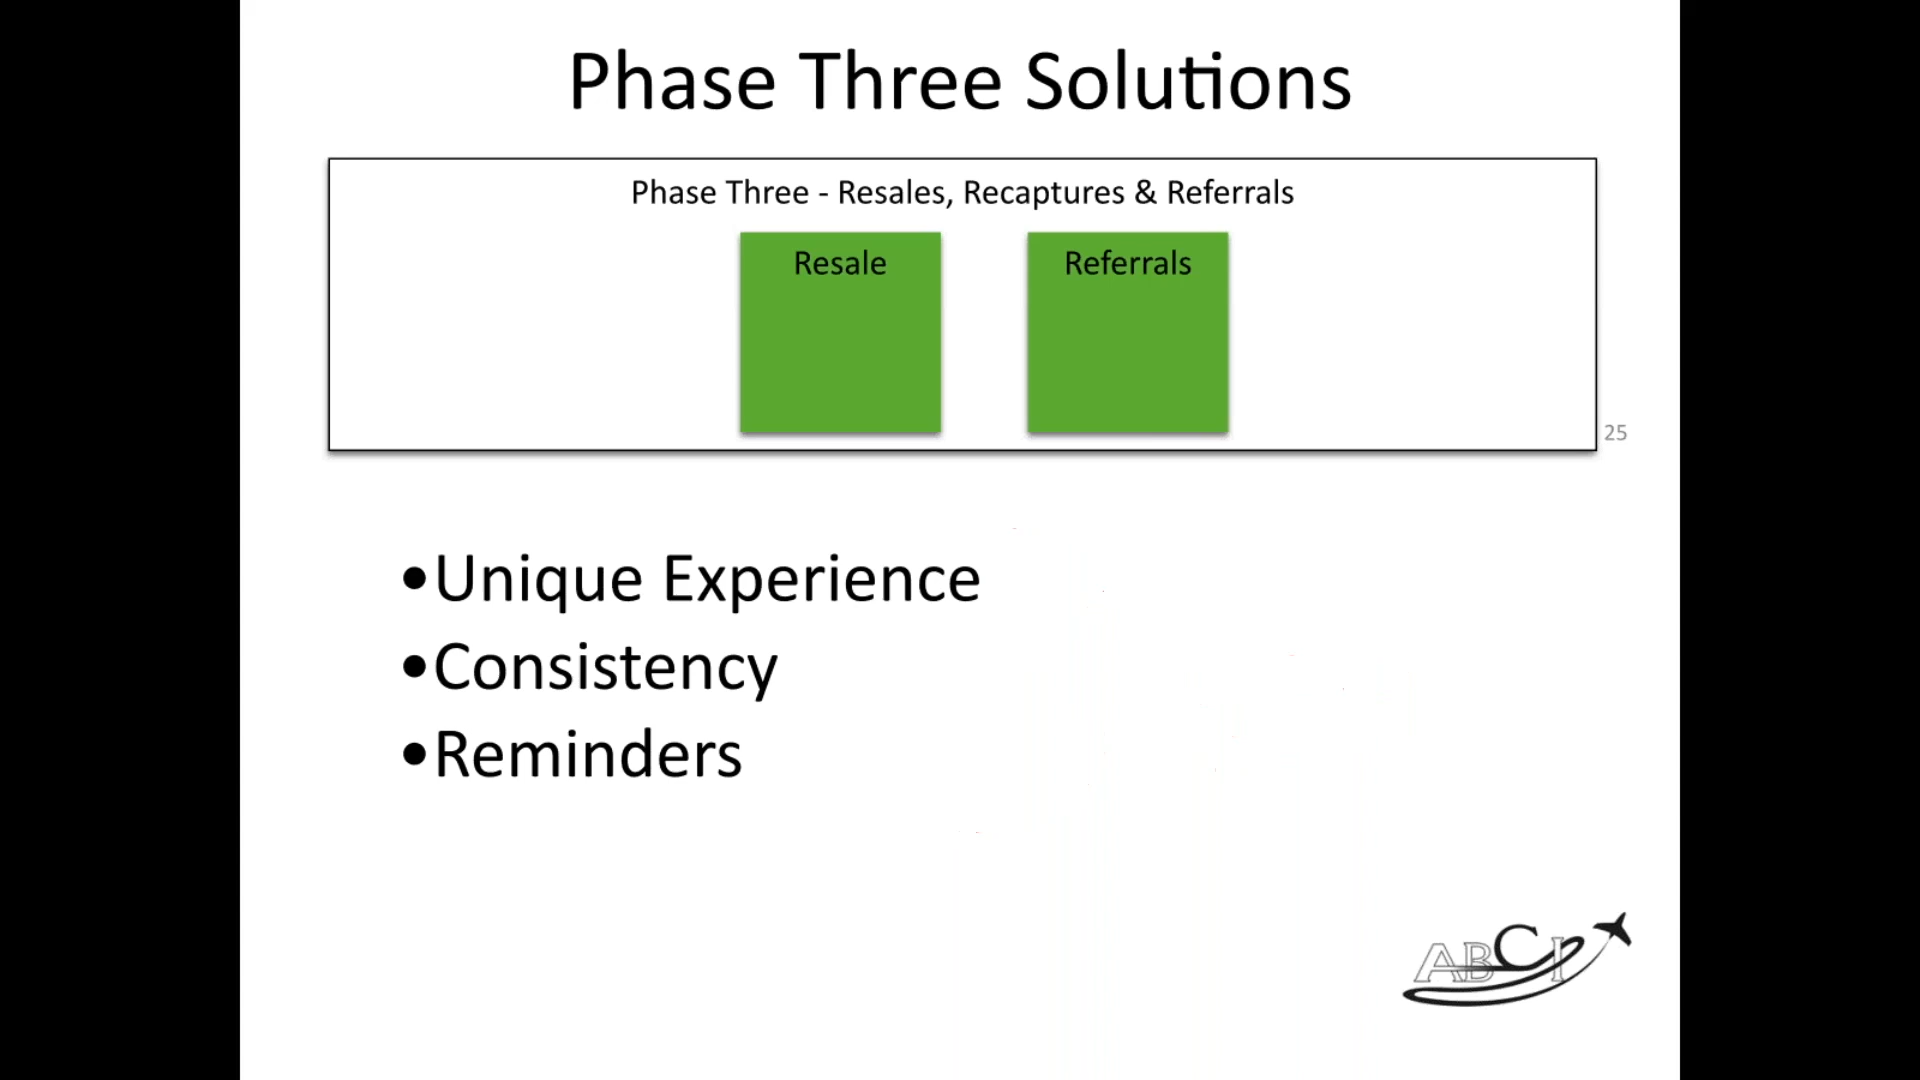 Phase Three Solutions
Phase Three - Resales, Recaptures & Referrals
Resale
Referrals
25
•Unique Experience
•Consistency
•Reminders
ABCI